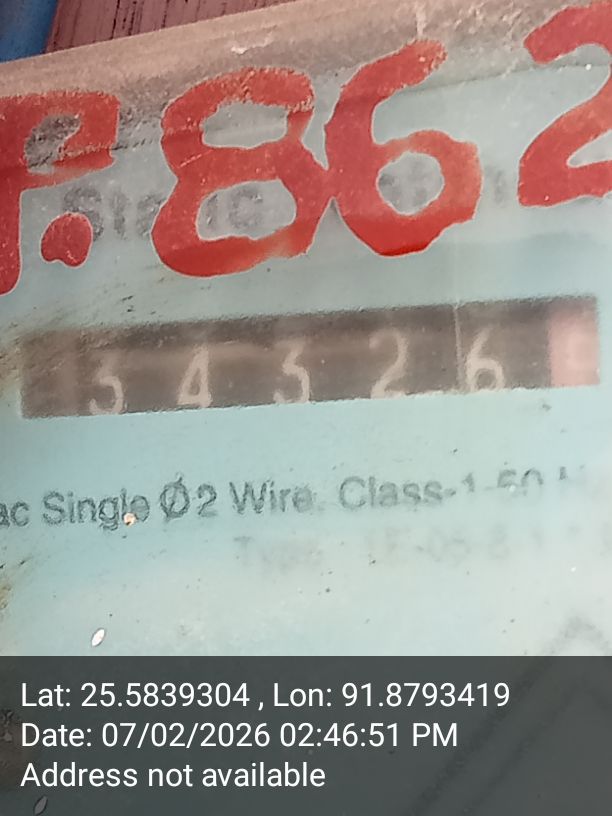 P.862
34326
ac Single Ø2 Wire. Class-1
Type
Lat: 25.5839304 , Lon: 91.8793419
Date: 07/02/2026 02:46:51 PM
Address not available